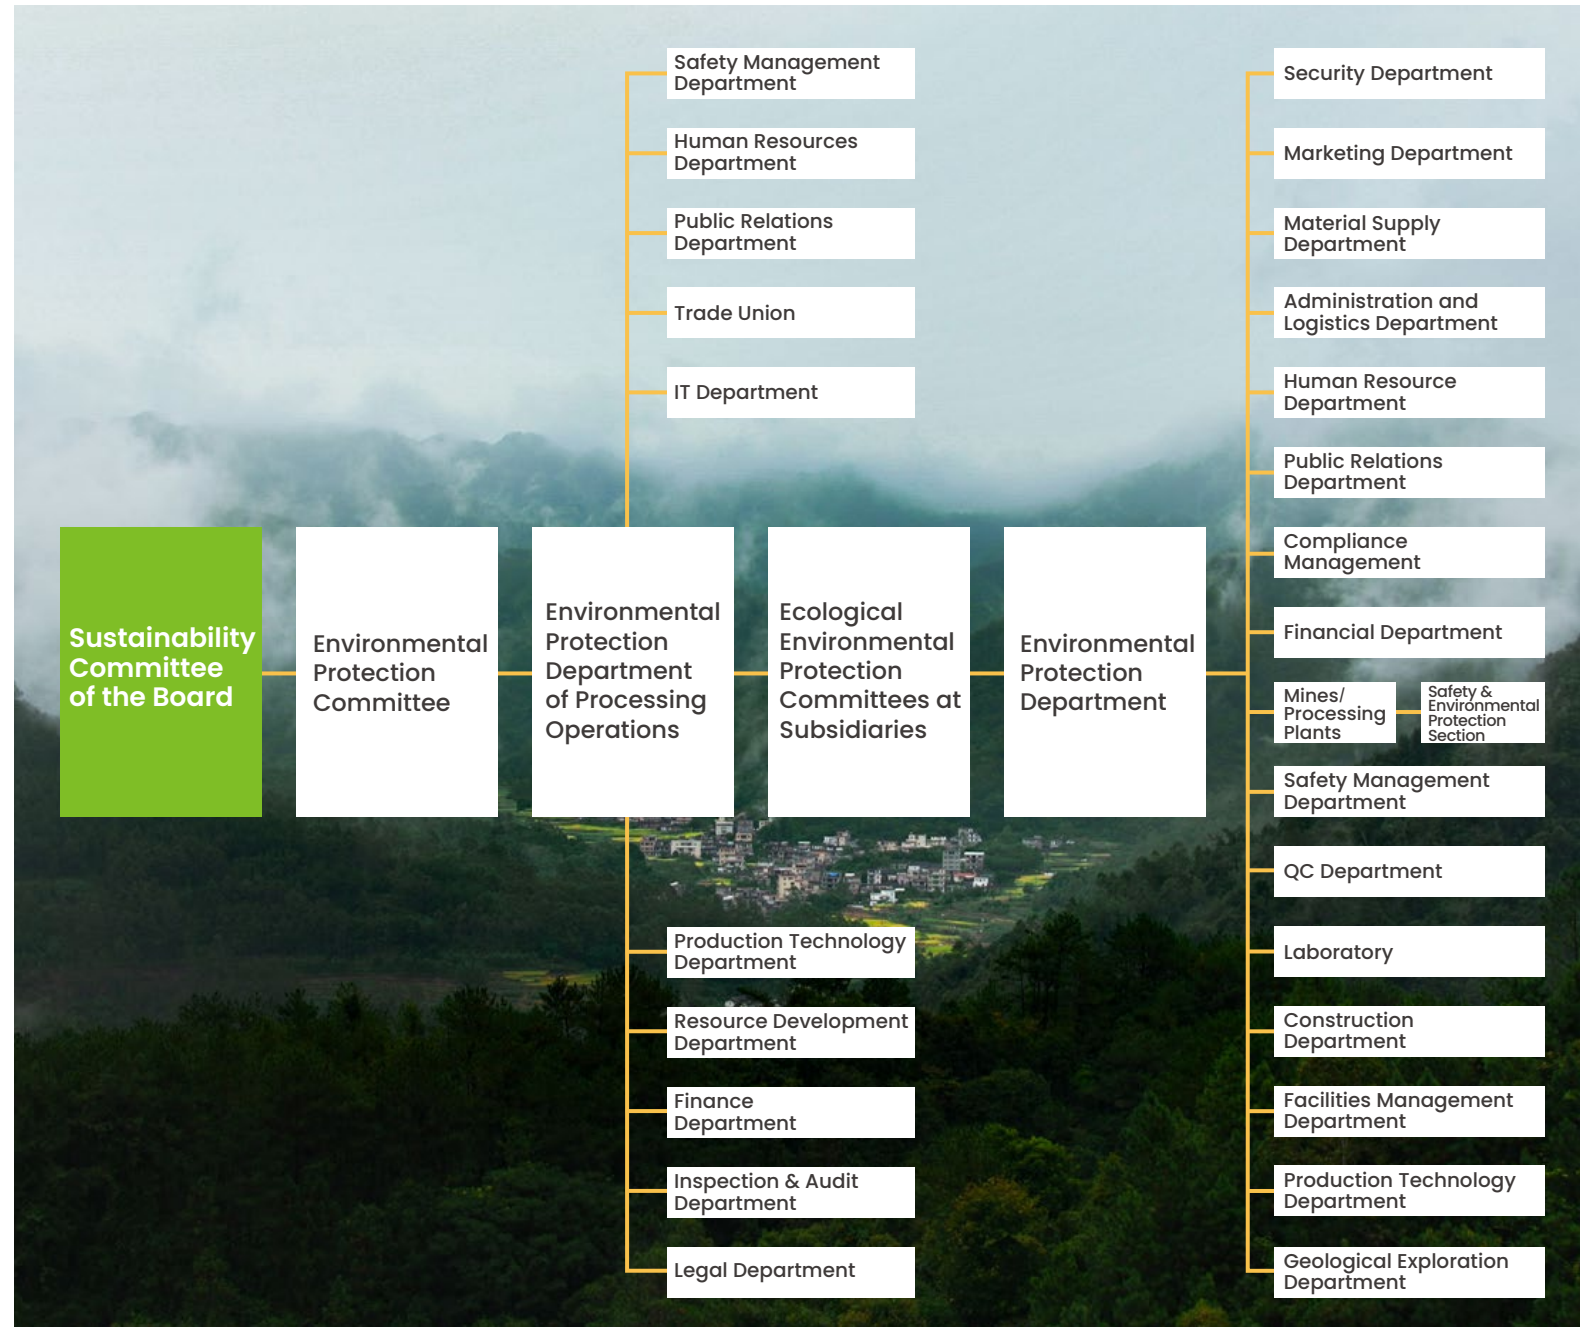 Safety Management
Department
Human Resources
Department
Public Relations
Department
Trade Union
IT Department
Sustainability
Committee
of the Board
Environmental
Protection
Committee
Environmental
Protection
Department
of Processing
Operations
Ecological
Environmental
Protection
Committees at
Subsidiaries
Environmental
Protection
Department
Production Technology
Department
Resource Development
Department
Finance
Department
Inspection & Audit
Department
Legal Department
Security Department
Marketing Department
Material Supply
Department
Administration and
Logistics Department
Human Resource
Department
Public Relations
Department
Compliance
Management
Financial Department
Mines/
Processing
Plants
Safety &
Environmental
Protection
Section
Safety Management
Department
QC Department
Laboratory
Construction
Department
Facilities Management
Department
Production Technology
Department
Geological Exploration
Department